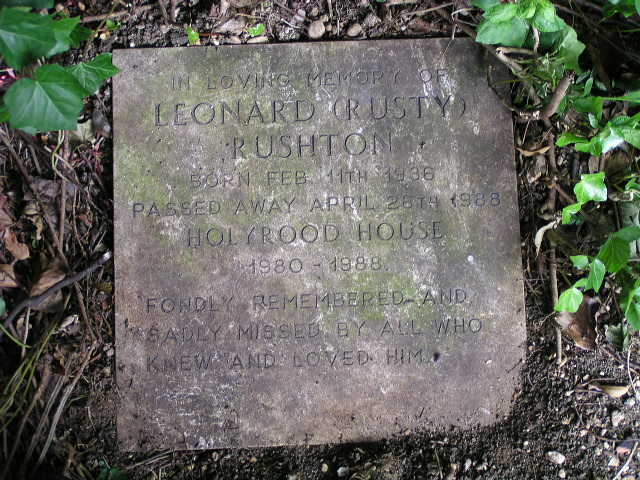 IN LOVING MEMORY OF
LEONARD (RUSTY)
RUSHTON
BORN FEB 11TH 1936
PASSED AWAY APRIL 28TH 1988
HOLYROOD HOUSE
1980 - 1988
FONDLY REMEMBERED AND
SADLY MISSED BY ALL WHO
KNEW AND LOVED HIM.